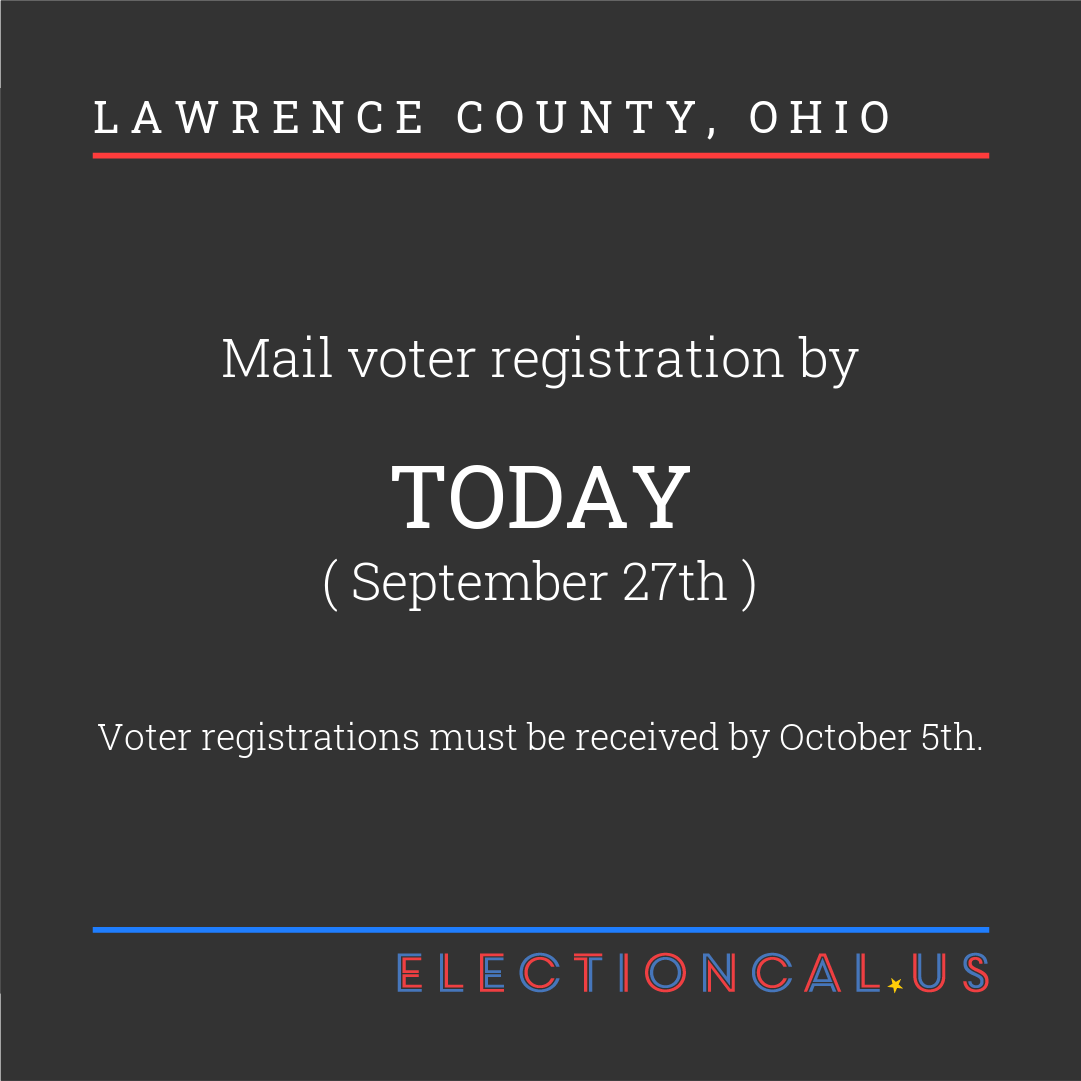 LAWRENCE COUNTY, OHIO
Mail voter registration by
TODAY
( September 27th )
Voter registrations must be received by October 5th.
ELECTIONCAL.US